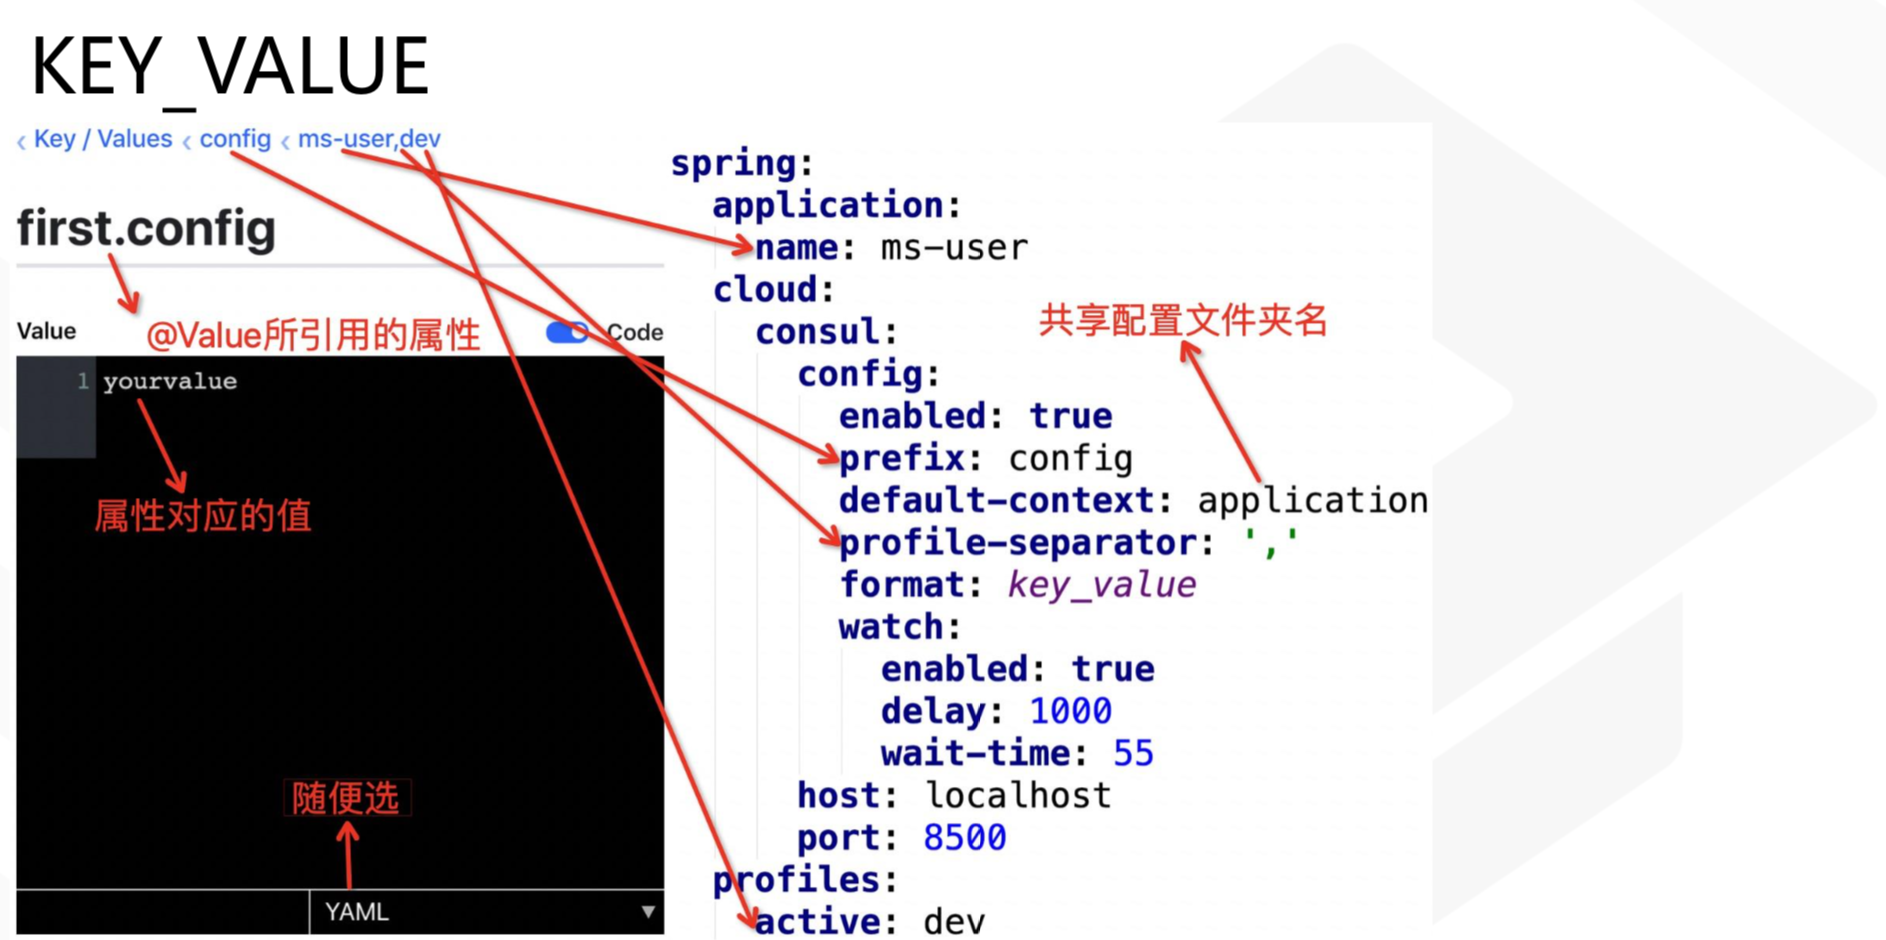 KEY_VALUE
‹ Key / Values ‹ config ‹ ms-user,dev
first.config
Value
@Value所引用的属性
Code
1 yourvalue
属性对应的值
随便选
YAML
spring:
application:
name: ms-user
cloud:
consul:
共享配置文件夹名
config:
enabled: true
prefix: config
default-context: application
profile-separator: ','
format: key_value
watch:
enabled: true
delay: 1000
wait-time: 55
host: localhost
port: 8500
profiles:
active: dev